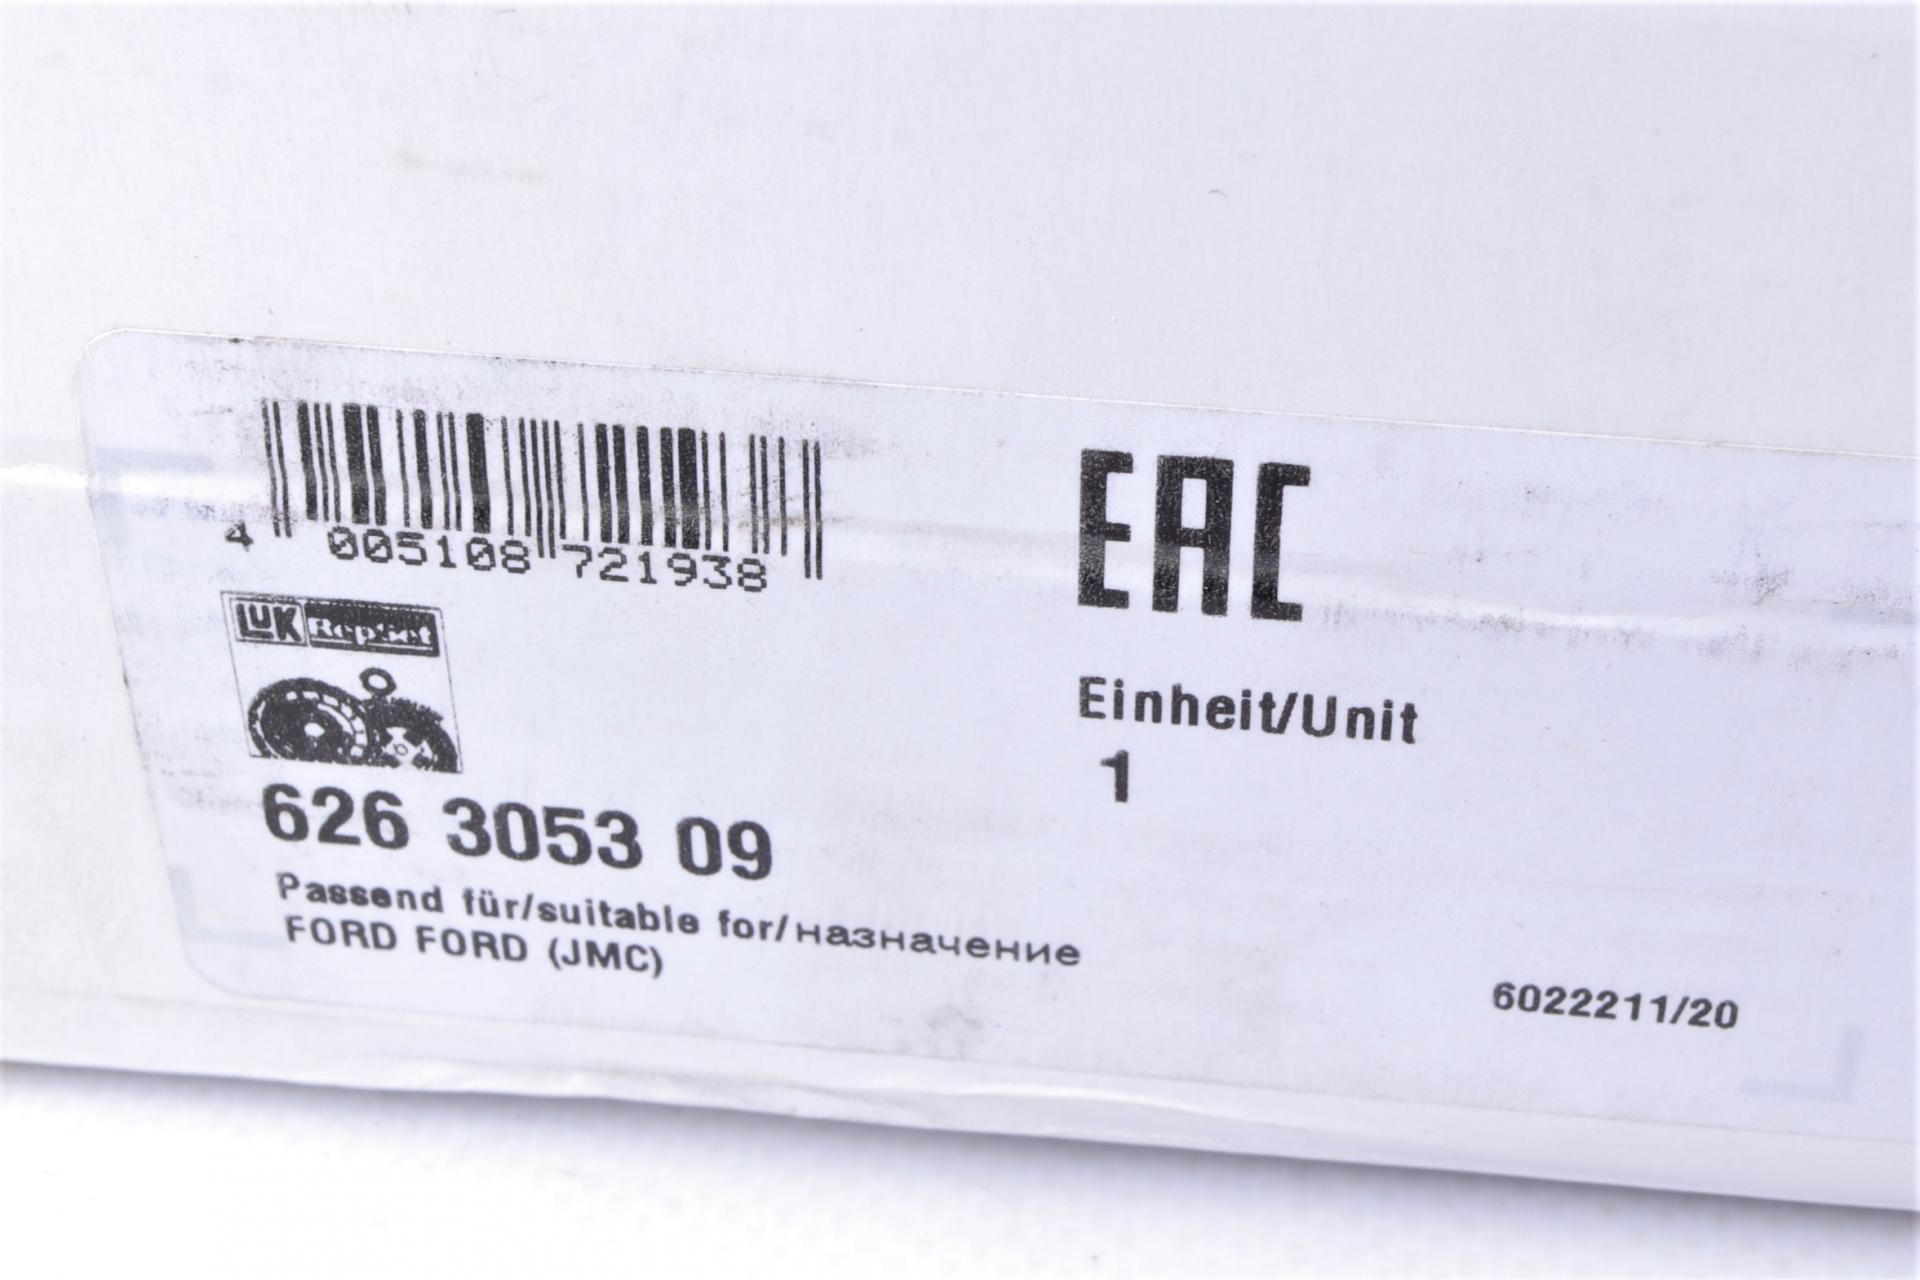 4 005108 721938
EAC
LuK RepSet
Einheit/Unit
1
626 3053 09
Passend für/suitable for/назначение
FORD FORD (JMC)
6022211/20